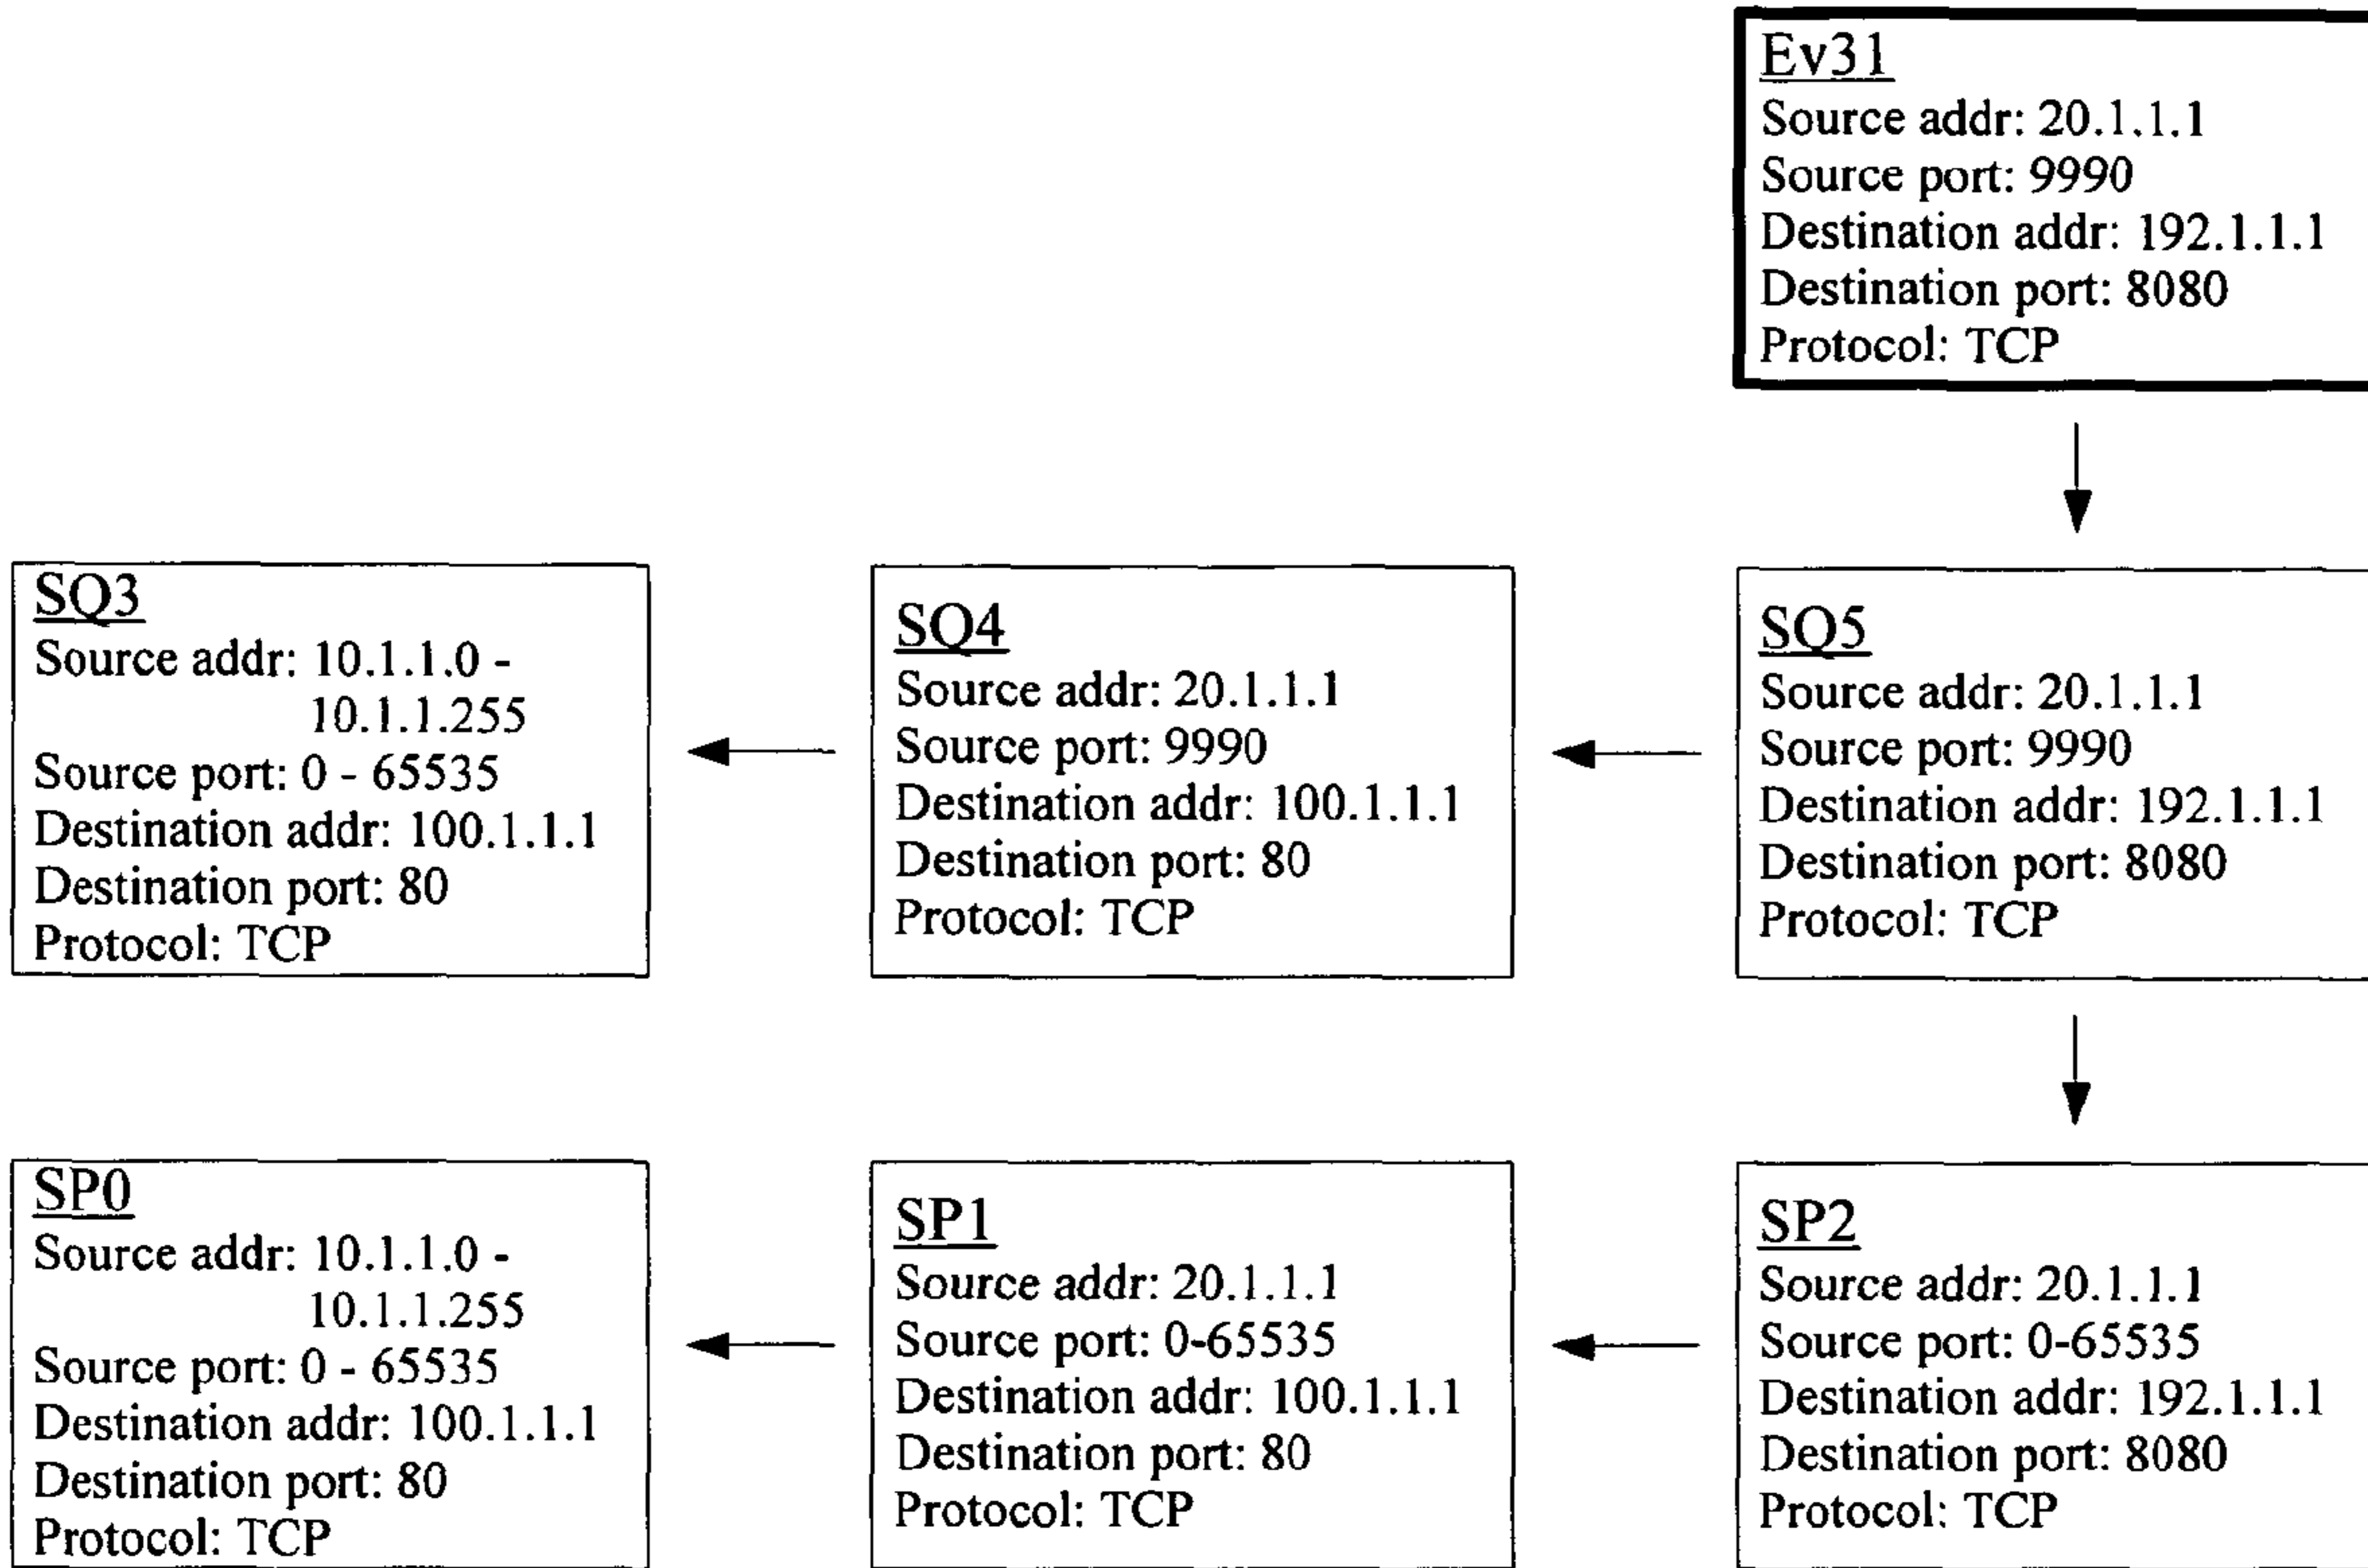 Ev31
Source addr: 20.1.1.1
Source port: 9990
Destination addr: 192.1.1.1
Destination port: 8080
Protocol: TCP
SQ3
Source addr: 10.1.1.0 -
10.1.1.255
Source port: 0 - 65535
Destination addr: 100.1.1.1
Destination port: 80
Protocol: TCP
SQ4
Source addr: 20.1.1.1
Source port: 9990
Destination addr: 100.1.1.1
Destination port: 80
Protocol: TCP
SQ5
Source addr: 20.1.1.1
Source port: 9990
Destination addr: 192.1.1.1
Destination port: 8080
Protocol: TCP
SP0
Source addr: 10.1.1.0 -
10.1.1.255
Source port: 0 - 65535
Destination addr: 100.1.1.1
Destination port: 80
Protocol: TCP
SP1
Source addr: 20.1.1.1
Source port: 0-65535
Destination addr: 100.1.1.1
Destination port: 80
Protocol: TCP
SP2
Source addr: 20.1.1.1
Source port: 0-65535
Destination addr: 192.1.1.1
Destination port: 8080
Protocol: TCP